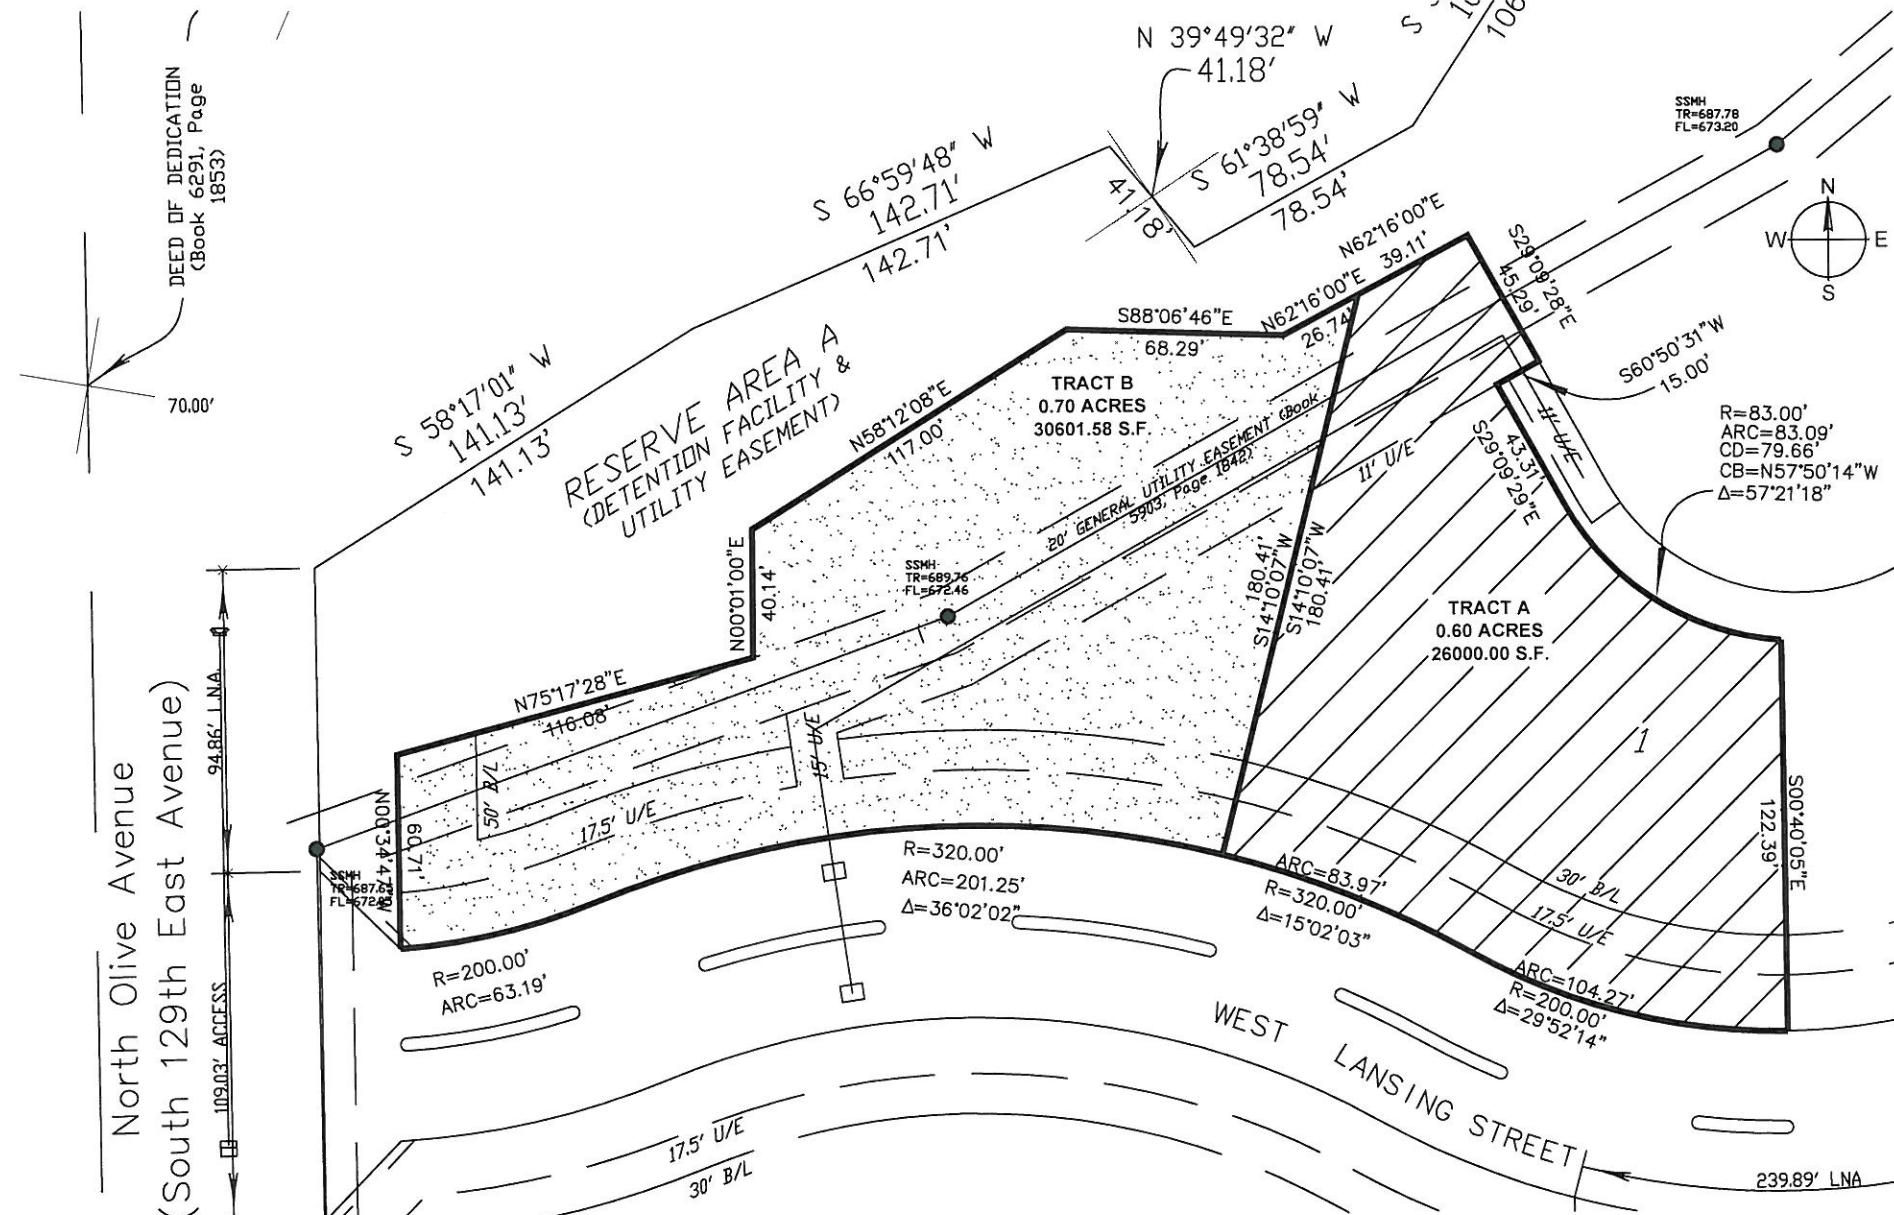 DEED OF DEDICATION
(Book 6291, Page
1853)
70.00'
N 39°49'32" W
41.18'
41.18'
S 61°38'59" W
78.54'
78.54'
S 66°59'48" W
142.71'
142.71'
S 58°17'01" W
141.13'
141.13'
RESERVE AREA A
(DETENTION FACILITY &
UTILITY EASEMENT)
SSMH
TR=687.78
FL=673.20
N
W E
S
N62°16'00"E
39.11'
N62°16'00"E
26.74'
S88°06'46"E
68.29'
N58°12'08"E
117.00'
N00°01'00"E
40.14'
N75°17'28"E
116.08'
N00°34'47"W
60.71'
S29°09'28"E
45.29'
S60°50'31"W
15.00'
11' U/E
S29°09'29"E
43.31'
R=83.00'
ARC=83.09'
CD=79.66'
CB=N57°50'14"W
Δ=57°21'18"
TRACT B
0.70 ACRES
30601.58 S.F.
20' GENERAL UTILITY EASEMENT (Book
5903, Page 1842)
11' U/E
SSMH
TR=689.76
FL=672.46
180.41'
S14°10'07"W
S14°10'07"W
180.41'
TRACT A
0.60 ACRES
26000.00 S.F.
1
S00°40'05"E
122.39'
50' B/L
17.5' U/E
15' U/E
SSMH
R=320.00'
ARC=201.25'
Δ=36°02'02"
ARC=83.97'
R=320.00'
Δ=15°02'03"
30' B/L
17.5' U/E
ARC=104.27'
R=200.00'
Δ=29°52'14"
R=200.00'
ARC=63.19'
WEST LANSING STREET
17.5' U/E
30' B/L
239.89' LNA
94.86' LNA
109.03' ACCESS
North Olive Avenue
(South 129th East Avenue)